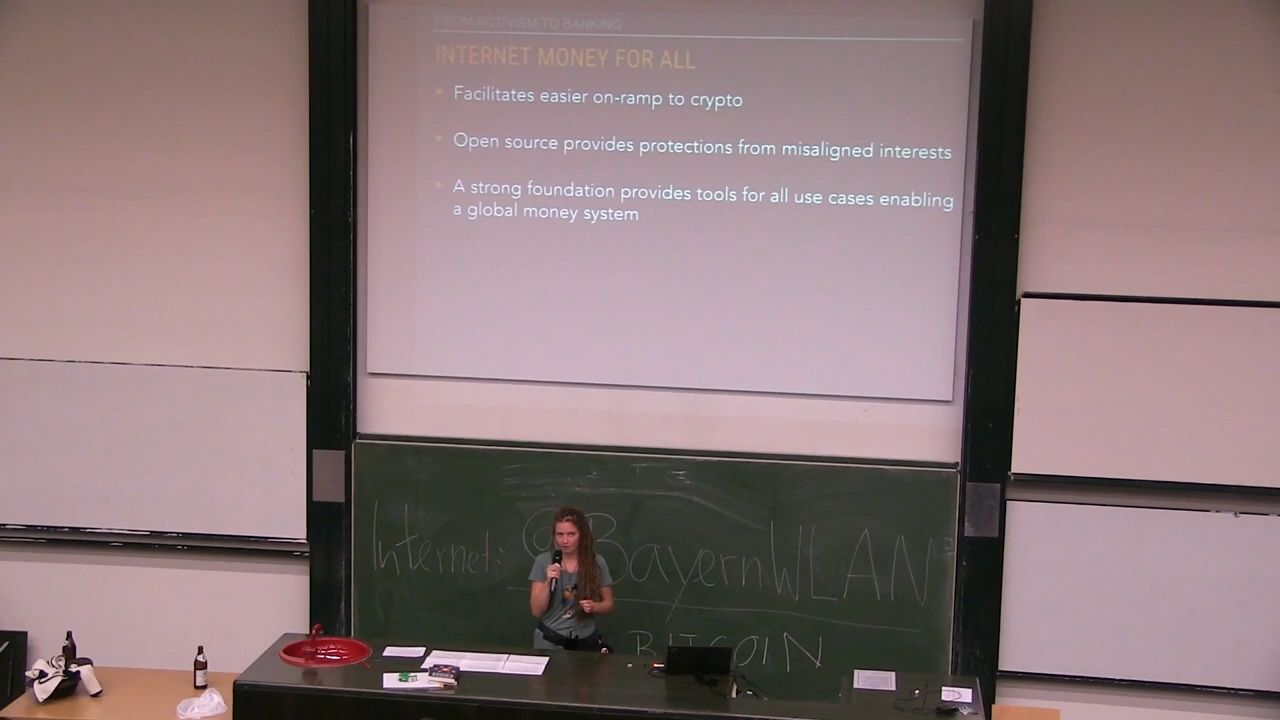 FROM ACTIVISM TO BANKING
INTERNET MONEY FOR ALL
Facilitates easier on-ramp to crypto
Open source provides protections from misaligned interests
A strong foundation provides tools for all use cases enabling
a global money system
Internet: @BayernWLAN
BITCOIN